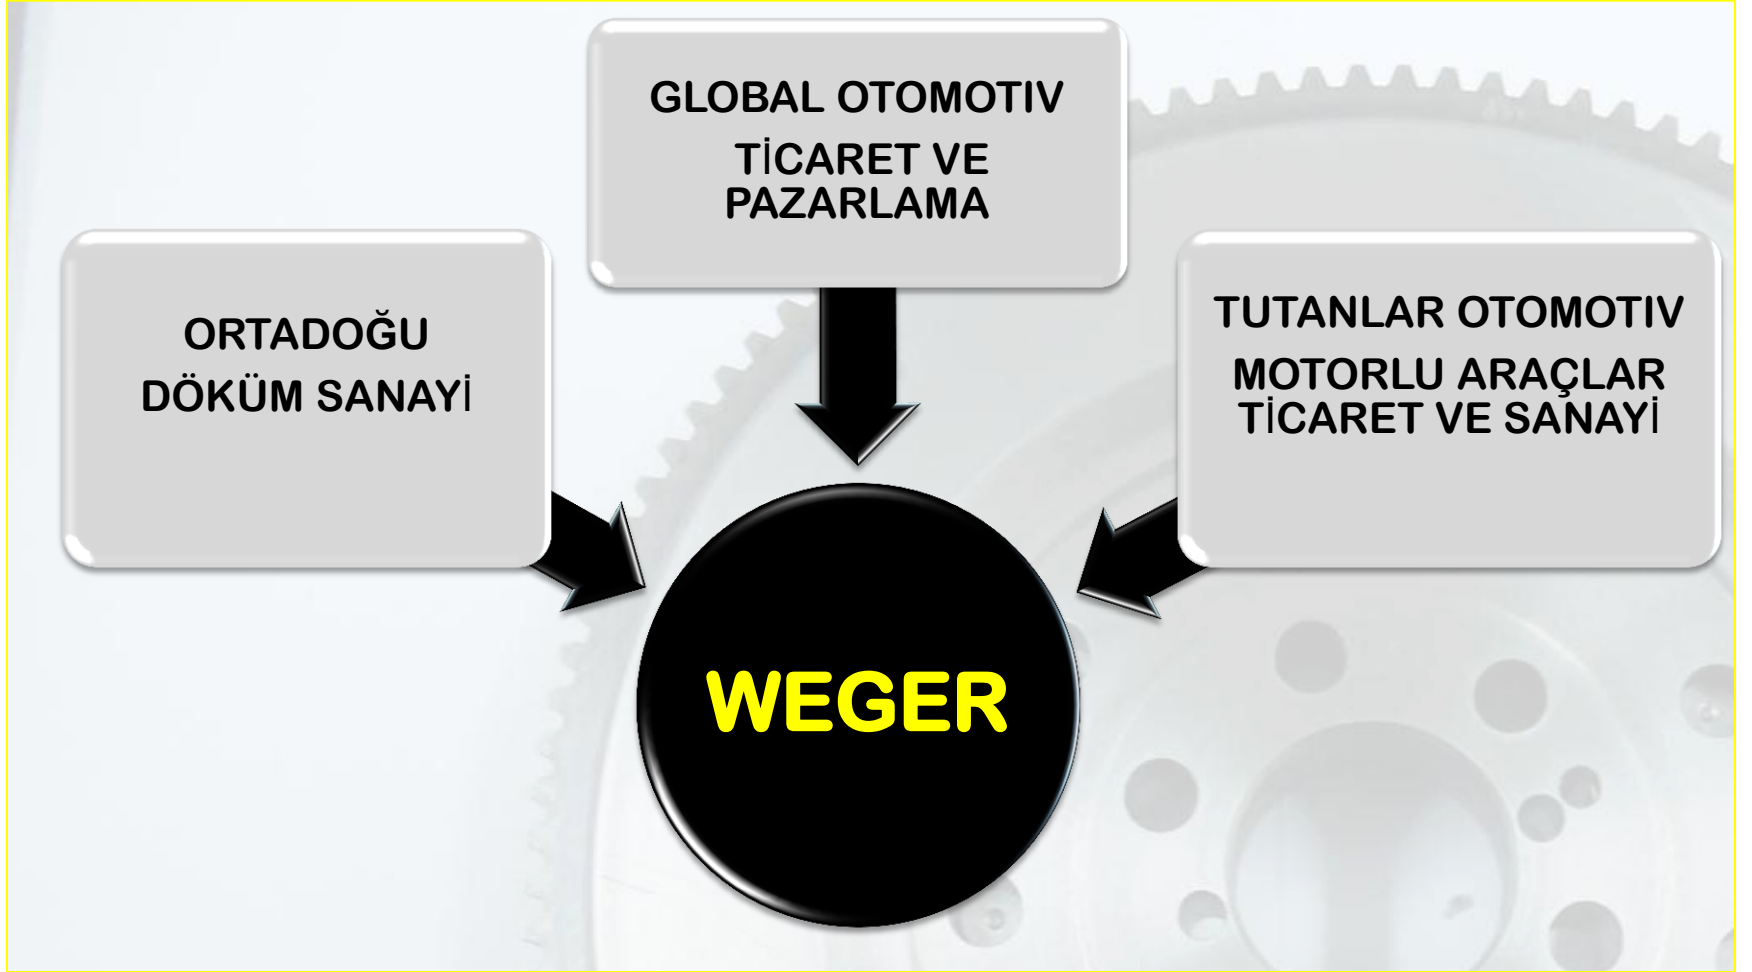 GLOBAL OTOMOTIV
TİCARET VE
PAZARLAMA
ORTADOĞU
DÖKÜM SANAYİ
TUTANLAR OTOMOTIV
MOTORLU ARAÇLAR
TİCARET VE SANAYİ
WEGER